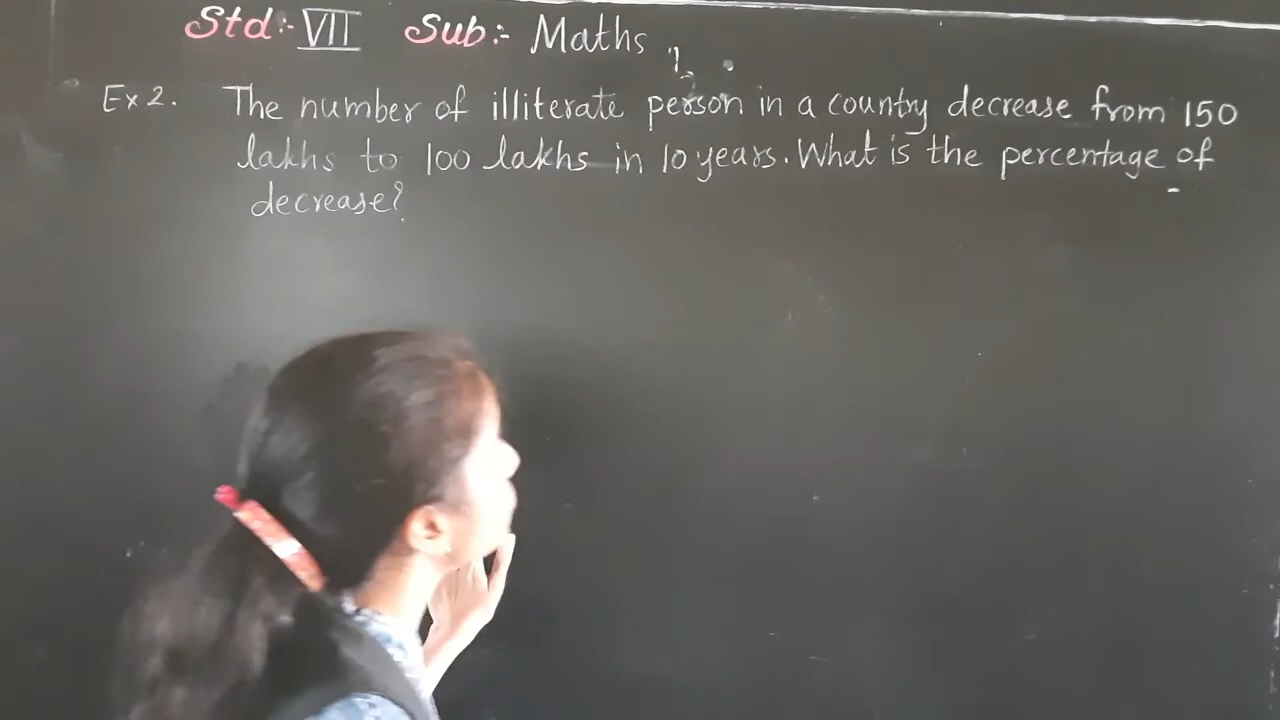 Std:- VII Sub:- Maths
Ex 2. The number of illiterate person in a country decrease from 150
lakhs to 100 lakhs in 10 years. What is the percentage of
decrease?